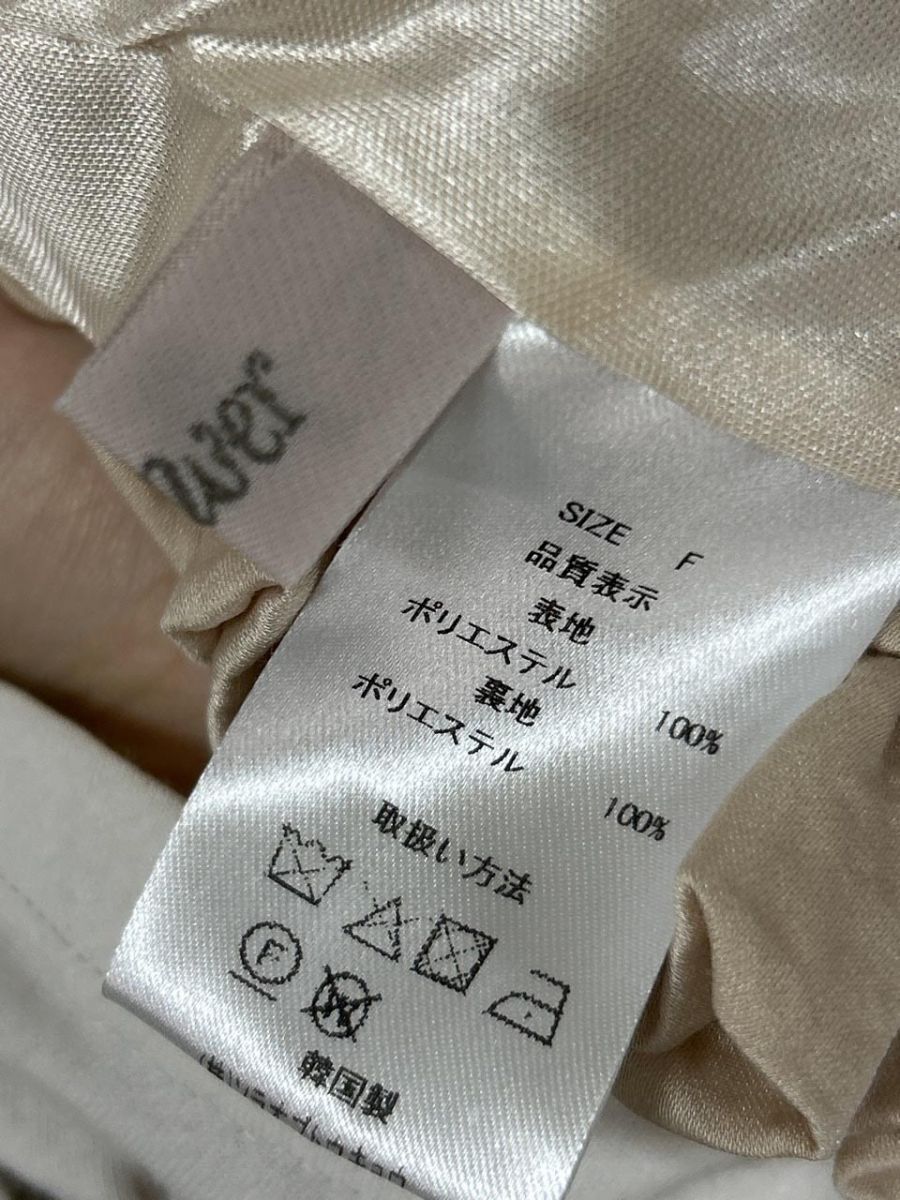 SIZE F
品質表示
表地
ポリエステル 100%
裏地
ポリエステル 100%
取扱い方法
韓国製